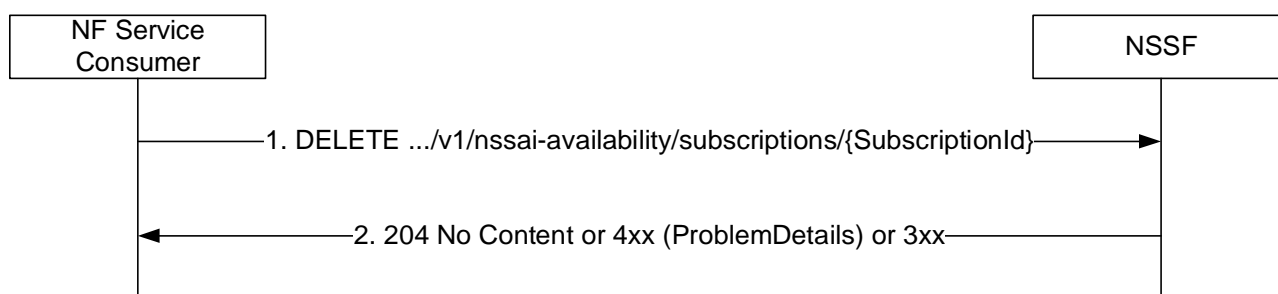 NF Service
Consumer
NSSF
1. DELETE .../v1/nssai-availability/subscriptions/{SubscriptionId}
2. 204 No Content or 4xx (ProblemDetails) or 3xx